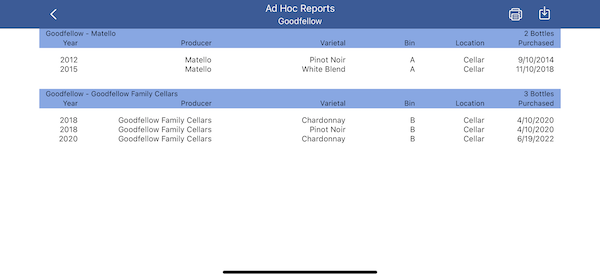 Ad Hoc Reports
Goodfellow
Goodfellow - Matello 2 Bottles
Year Producer Varietal Bin Location Purchased
2012 Matello Pinot Noir A Cellar 9/10/2014
2015 Matello White Blend A Cellar 11/10/2018
Goodfellow - Goodfellow Family Cellars 3 Bottles
Year Producer Varietal Bin Location Purchased
2018 Goodfellow Family Cellars Chardonnay B Cellar 4/10/2020
2018 Goodfellow Family Cellars Pinot Noir B Cellar 4/10/2020
2020 Goodfellow Family Cellars Chardonnay B Cellar 6/19/2022